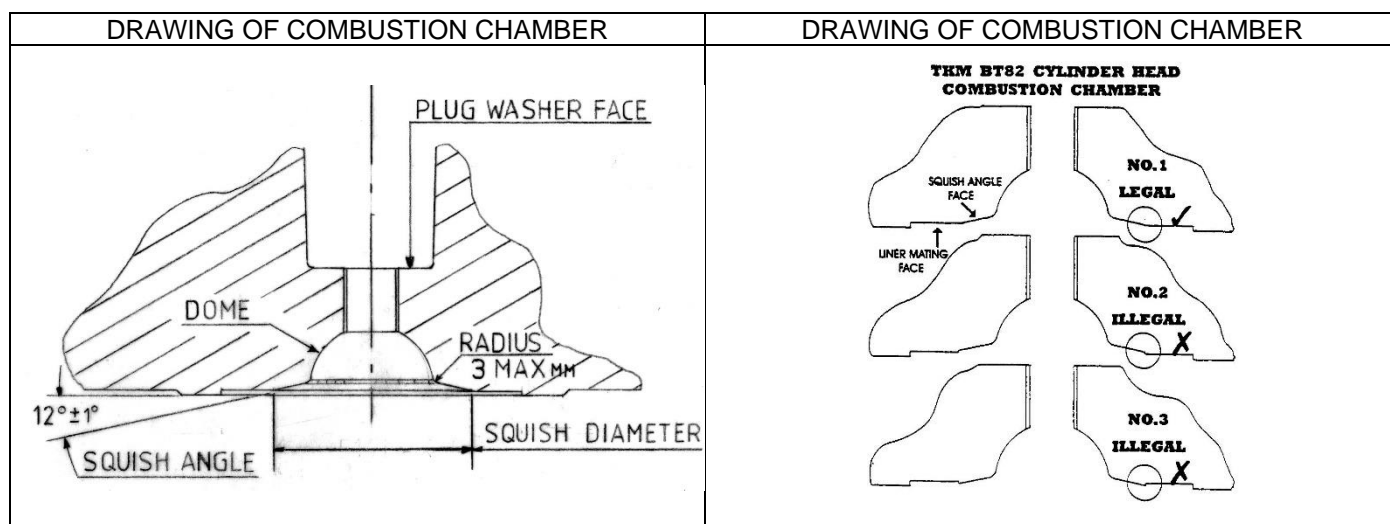 DRAWING OF COMBUSTION CHAMBER
PLUG WASHER FACE
DOME
RADIUS
3 MAX MM
12°±1°
SQUISH DIAMETER
SQUISH ANGLE
DRAWING OF COMBUSTION CHAMBER
TKM BT82 CYLINDER HEAD
COMBUSTION CHAMBER
NO.1
LEGAL
SQUISH ANGLE
FACE
LINER MATING
FACE
NO.2
ILLEGAL
NO.3
ILLEGAL